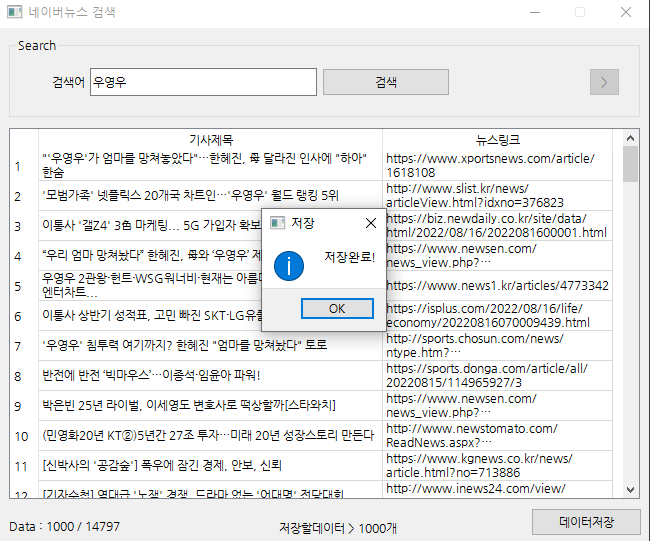 네이버뉴스 검색
Search
검색어 우영우 검색 >
기사제목 뉴스링크
1 "'우영우'가 엄마를 망쳐놓았다"…한혜진, 母 달라진 인사에 "하아" 한숨
https://www.xportsnews.com/article/
1618108
2 '모범가족' 넷플릭스 20개국 차트인…'우영우' 월드 랭킹 5위
https://www.slist.kr/news/
articleView.html?idxno=376823
3 이통사 '갤Z4' 3色 마케팅... 5G 가입자 확보
https://biz.newdaily.co.kr/site/data/
html/2022/08/16/2022081600001.html
4 “우리 엄마 망쳐놨다” 한혜진, 母와 ‘우영우’
https://www.newsen.com/
news_view.php?…
5 우영우 2관왕·헌트·WSG워너비·현재는
엔터차트...
https://www.news1.kr/articles/4773342
6 이통사 상반기 성적표, 고민 빠진 SKT·LG유플
https://isplus.com/2022/08/16/life/
economy/20220816070009439.html
7 '우영우' 침투력 여기까지? 한혜진 "엄마를 망쳐놨다" 토로
http://sports.chosun.com/news/
ntype.htm?…
8 반전에 반전 ‘빅마우스’…이종석·임윤아 파워!
https://sports.donga.com/article/all/
20220815/114965927/3
9 박은빈 25년 라이벌, 이세영도 변호사로 떡상할까[스타와치]
https://www.newsen.com/
news_view.php?…
10 (민영화20년 KT②)5년간 27조 투자…미래 20년 성장스토리 만든다
http://www.newstomato.com/
ReadNews.aspx?…
11 [신박사의 '공감숲'] 폭우에 잠긴 경제, 안보, 신뢰
https://www.kgnews.co.kr/news/
article.html?no=713886
12 [기자수첩] 역대급 '노잼' 경쟁, 드라마 없는 '어대명' 전당대회
http://www.inews24.com/view/
저장
저장완료!
OK
Data : 1000 / 14797 저장할데이터 > 1000개 데이터저장